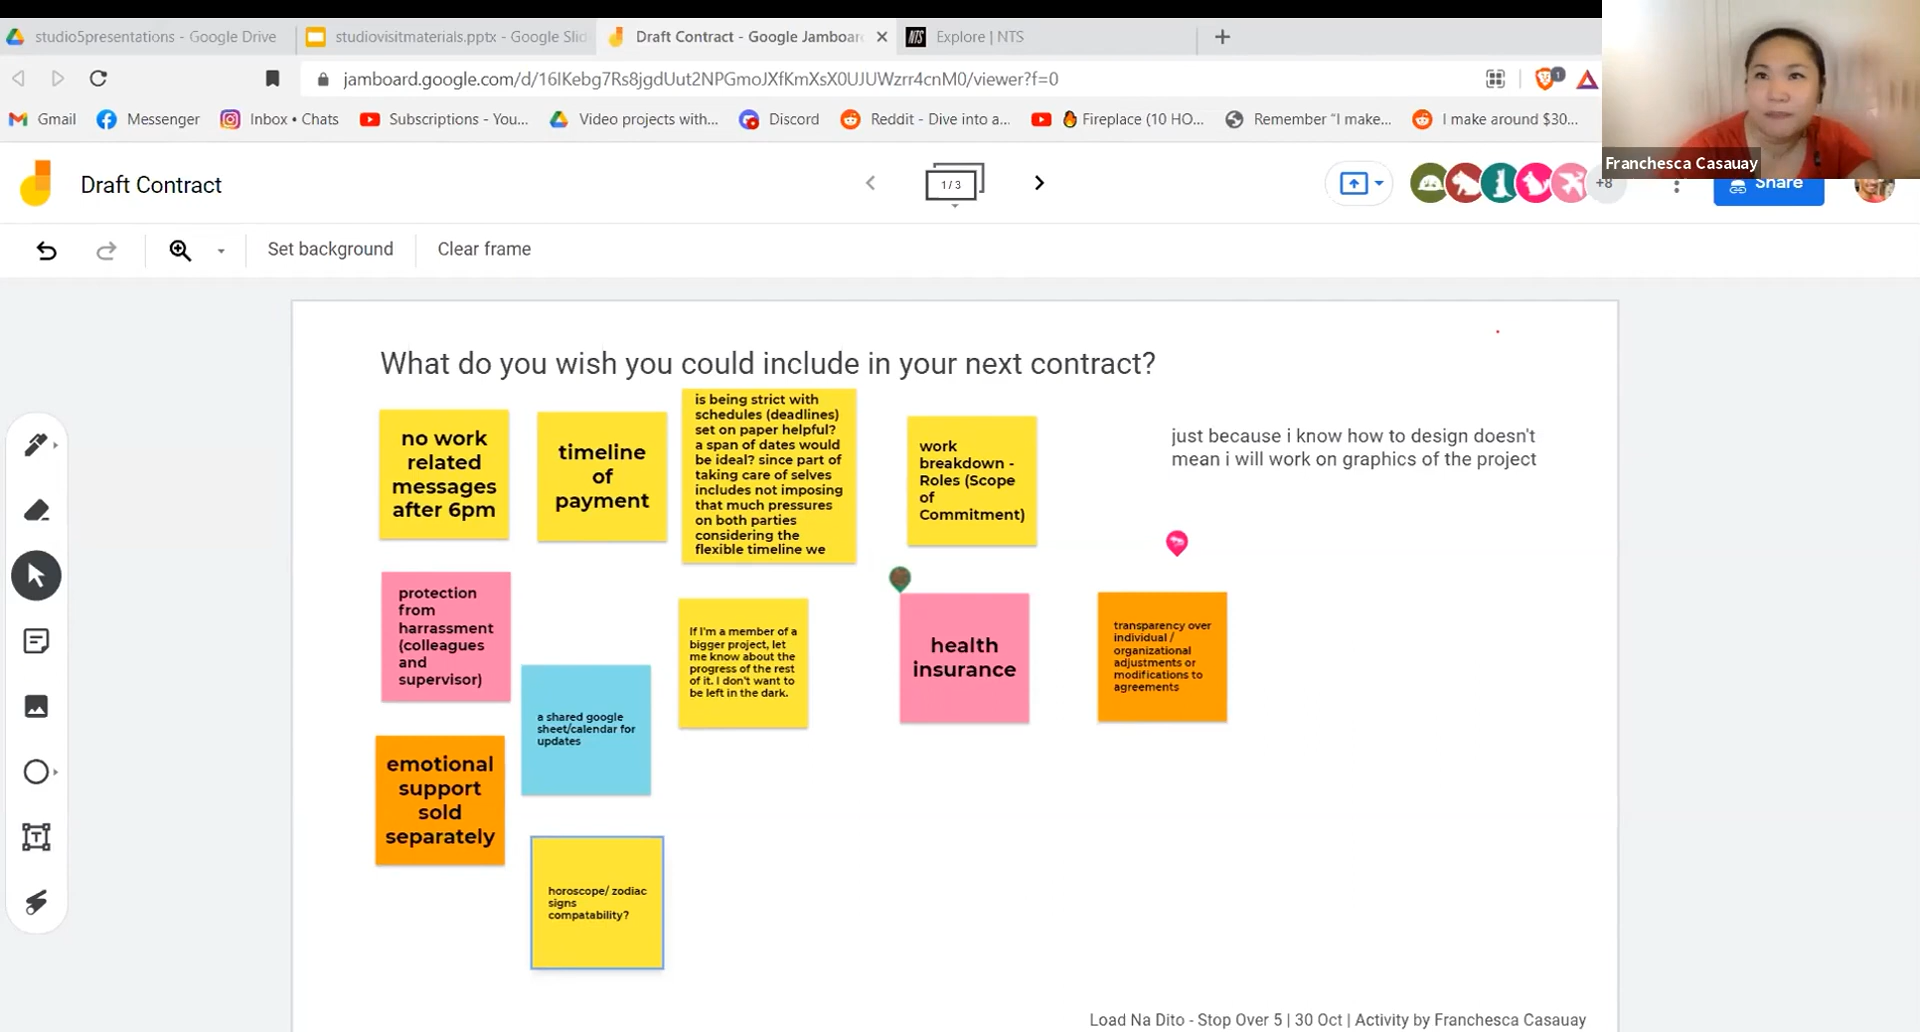 studio5presentations - Google Drive
studiovisitmaterials.pptx - Google Slid
Draft Contract - Google Jamboar
NTS
Explore | NTS
jamboard.google.com/d/16IKebg7Rs8jgdUut2NPGmoJXfKmXsX0UJUWzrr4cnM0/viewer?f=0
1
Gmail
Messenger
Inbox • Chats
Subscriptions - You...
Video projects with...
Discord
Reddit - Dive into a...
Fireplace (10 HO...
Remember “I make...
I make around $30...
Franchesca Casauay
Draft Contract
1 / 3
+8
Share
Set background
Clear frame
What do you wish you could include in your next contract?
no work
related
messages
after 6pm
timeline
of
payment
is being strict with
schedules (deadlines)
set on paper helpful?
a span of dates would
be ideal? since part of
taking care of selves
includes not imposing
that much pressures
on both parties
considering the
flexible timeline we
work
breakdown -
Roles (Scope
of
Commitment)
just because i know how to design doesn't
mean i will work on graphics of the project
protection
from
harrassment
(colleagues
and
supervisor)
a shared google
sheet/calendar for
updates
If I'm a member of a
bigger project, let
me know about the
progress of the rest
of it. I don't want to
be left in the dark.
health
insurance
transparency over
individual /
organizational
adjustments or
modifications to
agreements
emotional
support
sold
separately
horoscope/ zodiac
signs
compatability?
Load Na Dito - Stop Over 5 | 30 Oct | Activity by Franchesca Casauay